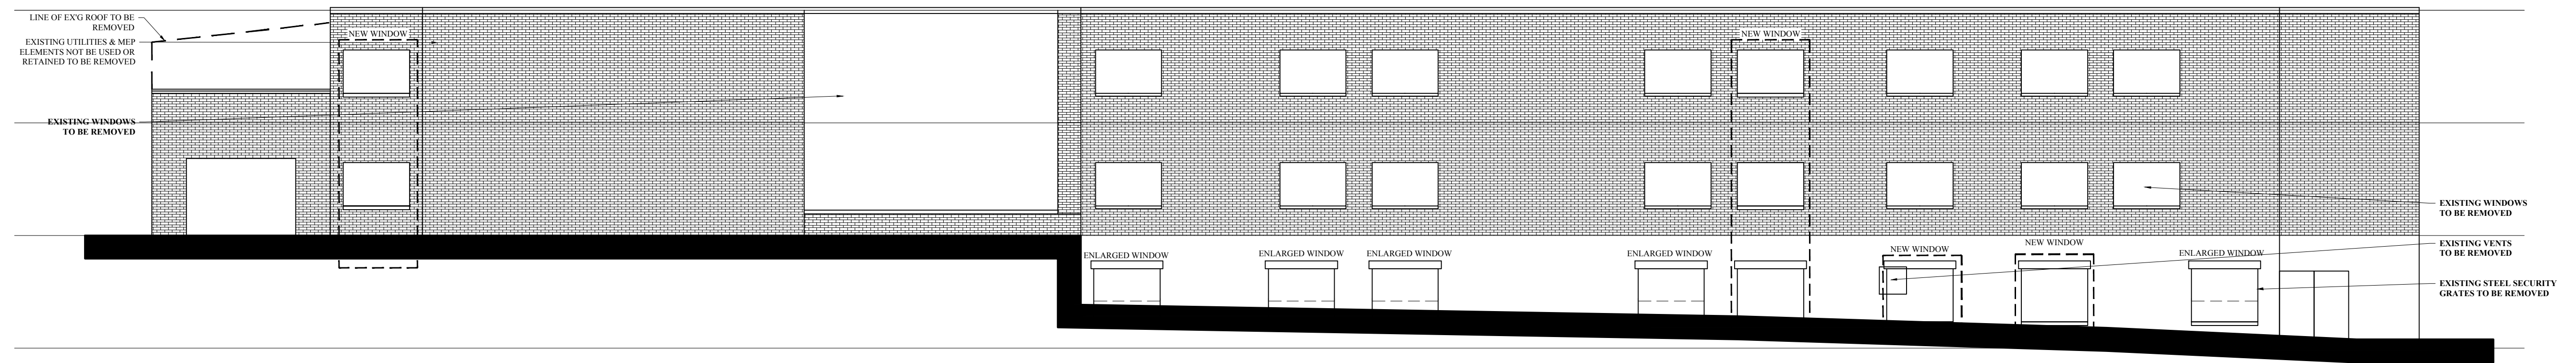 LINE OF EX'G ROOF TO BE
REMOVED
EXISTING UTILITIES & MEP
ELEMENTS NOT BE USED OR
RETAINED TO BE REMOVED
EXISTING WINDOWS
TO BE REMOVED
NEW WINDOW
NEW WINDOW
ENLARGED WINDOW
ENLARGED WINDOW
ENLARGED WINDOW
ENLARGED WINDOW
NEW WINDOW
NEW WINDOW
ENLARGED WINDOW
EXISTING WINDOWS
TO BE REMOVED
EXISTING VENTS
TO BE REMOVED
EXISTING STEEL SECURITY
GRATES TO BE REMOVED